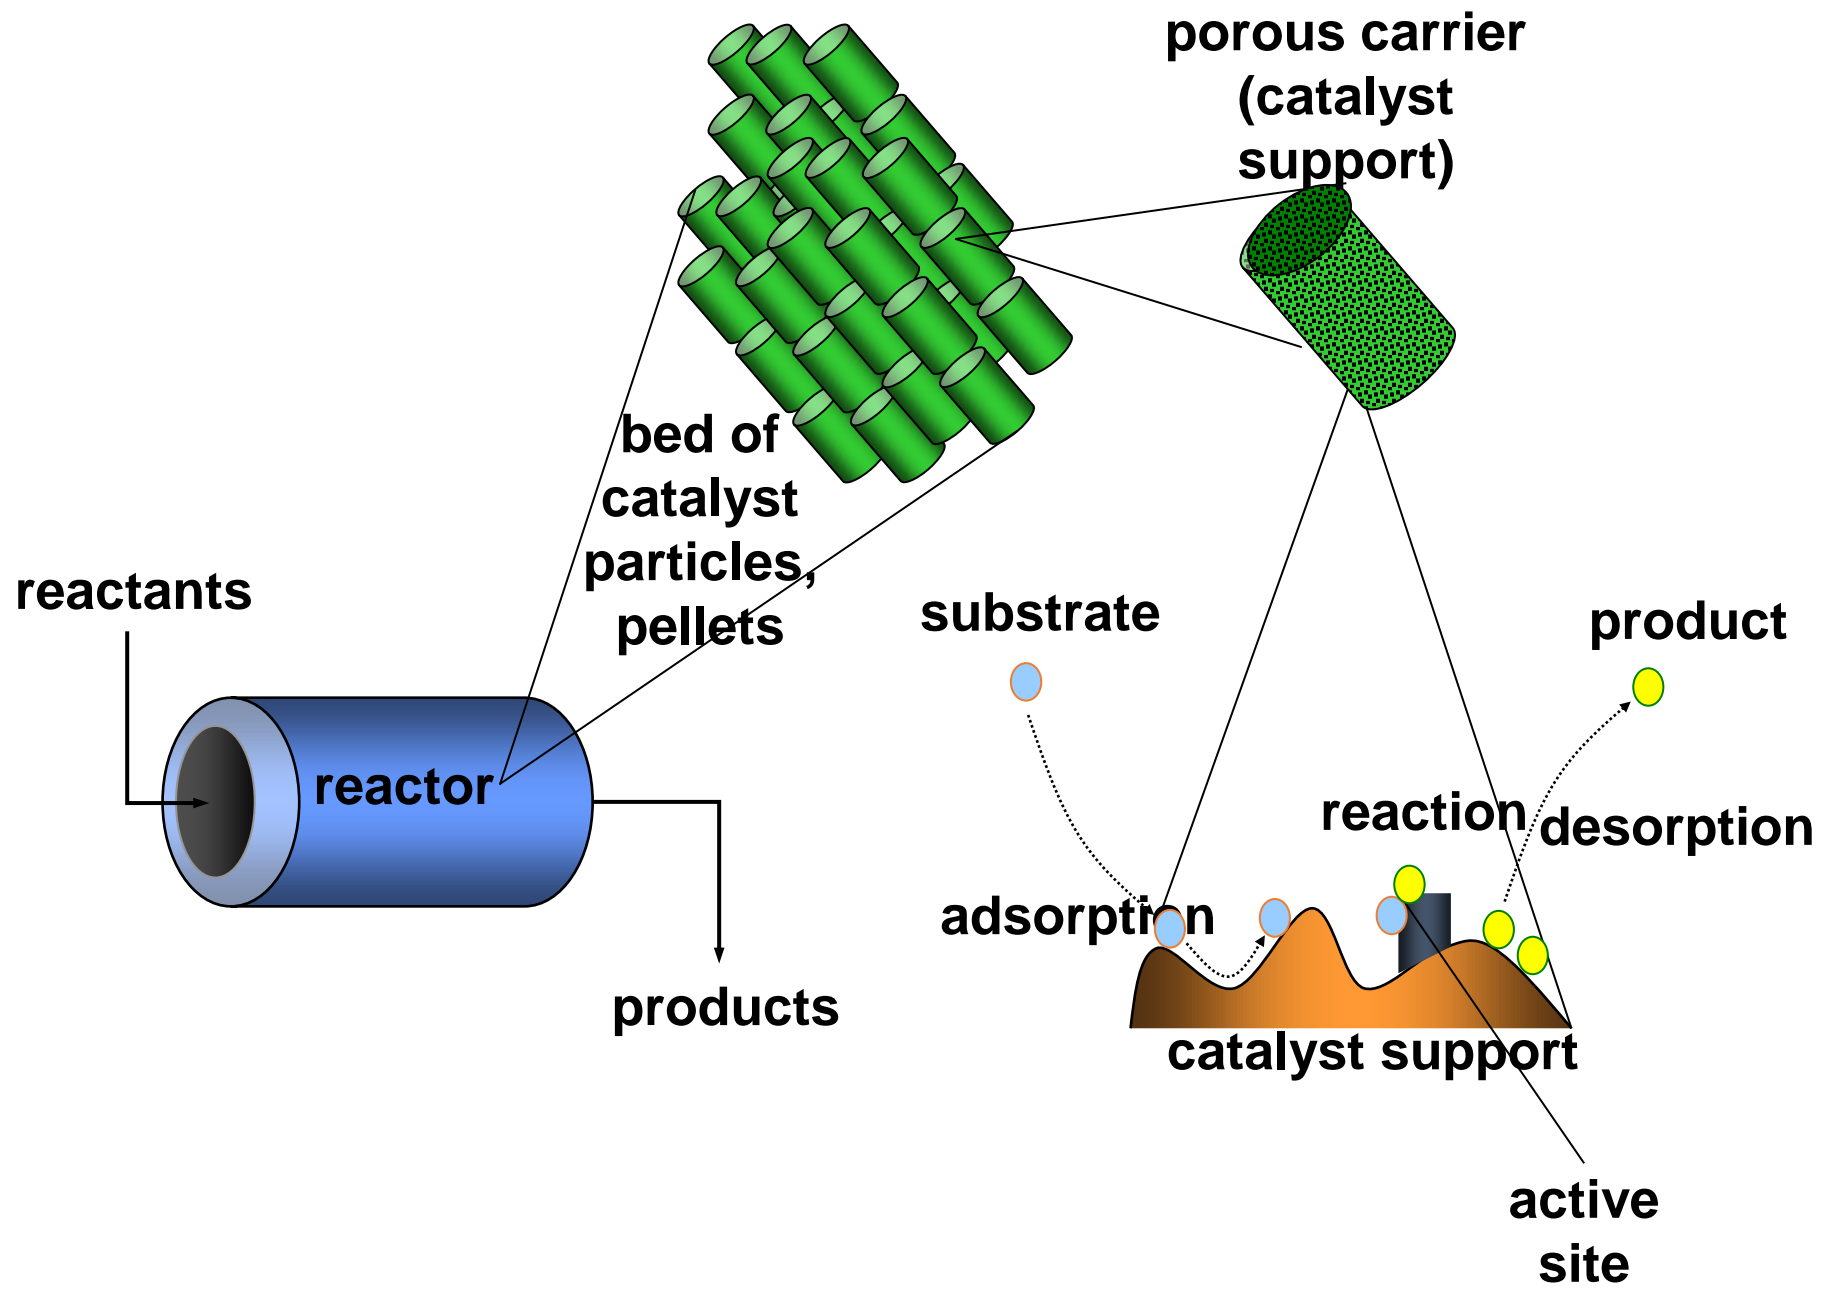 porous carrier
(catalyst
support)
bed of
catalyst
particles,
pellets
reactants
reactor
products
substrate
product
reaction
desorption
adsorption
catalyst support
active
site